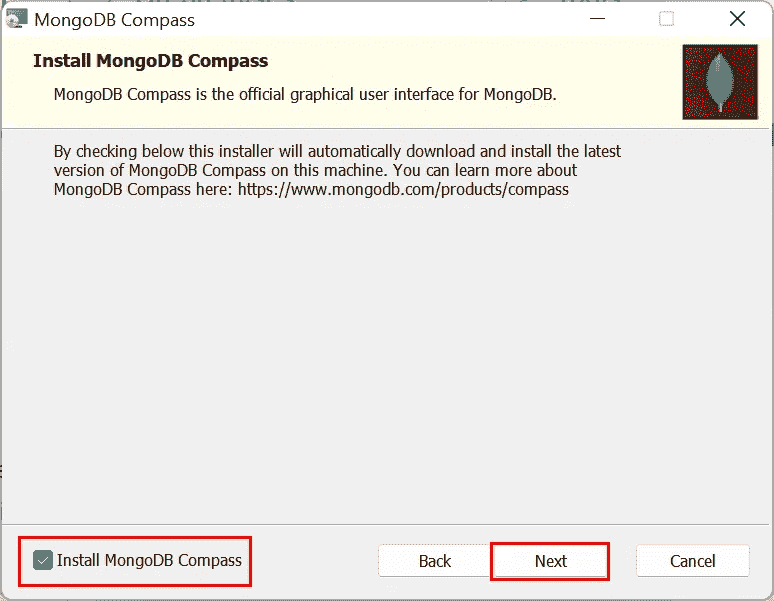 MongoDB Compass
Install MongoDB Compass
MongoDB Compass is the official graphical user interface for MongoDB.
By checking below this installer will automatically download and install the latest
version of MongoDB Compass on this machine. You can learn more about
MongoDB Compass here: https://www.mongodb.com/products/compass
Install MongoDB Compass
Back
Next
Cancel